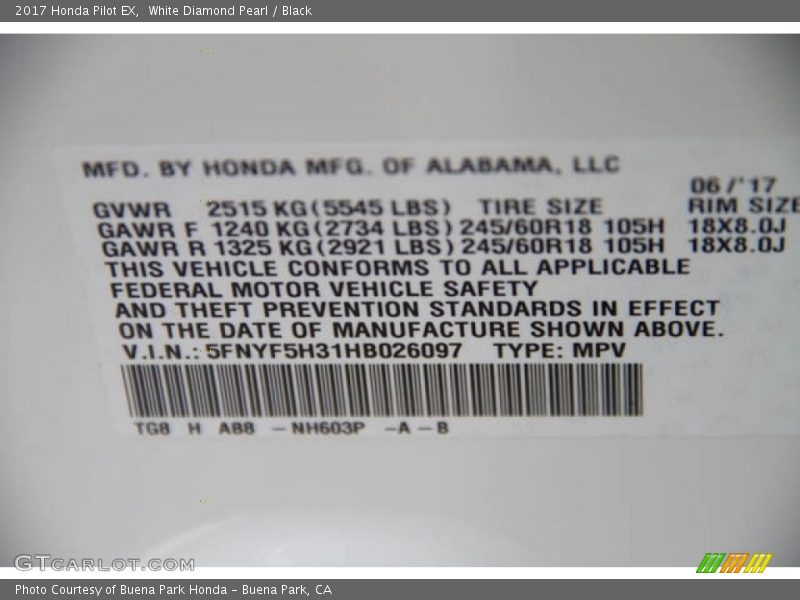 2017 Honda Pilot EX,  White Diamond Pearl / Black
MFD. BY HONDA MFG. OF ALABAMA, LLC
06/'17
GVWR 2515 KG(5545 LBS) TIRE SIZE RIM SIZE
GAWR F 1240 KG(2734 LBS) 245/60R18 105H 18X8.0J
GAWR R 1325 KG(2921 LBS) 245/60R18 105H 18X8.0J
THIS VEHICLE CONFORMS TO ALL APPLICABLE
FEDERAL MOTOR VEHICLE SAFETY
AND THEFT PREVENTION STANDARDS IN EFFECT
ON THE DATE OF MANUFACTURE SHOWN ABOVE.
V.I.N.: 5FNYF5H31HB026097 TYPE: MPV
TG8 H A88 -NH603P -A-B
GTCARLOT.COM
Photo Courtesy of Buena Park Honda - Buena Park, CA